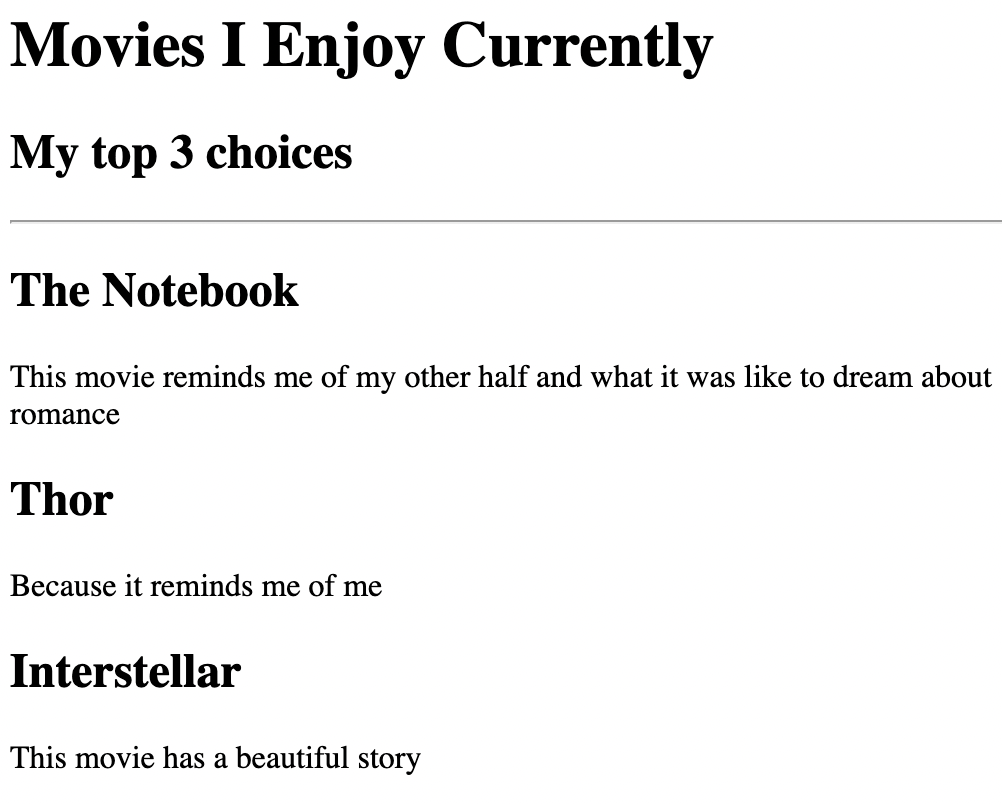 Movies I Enjoy Currently
My top 3 choices
The Notebook
This movie reminds me of my other half and what it was like to dream about
romance
Thor
Because it reminds me of me
Interstellar
This movie has a beautiful story